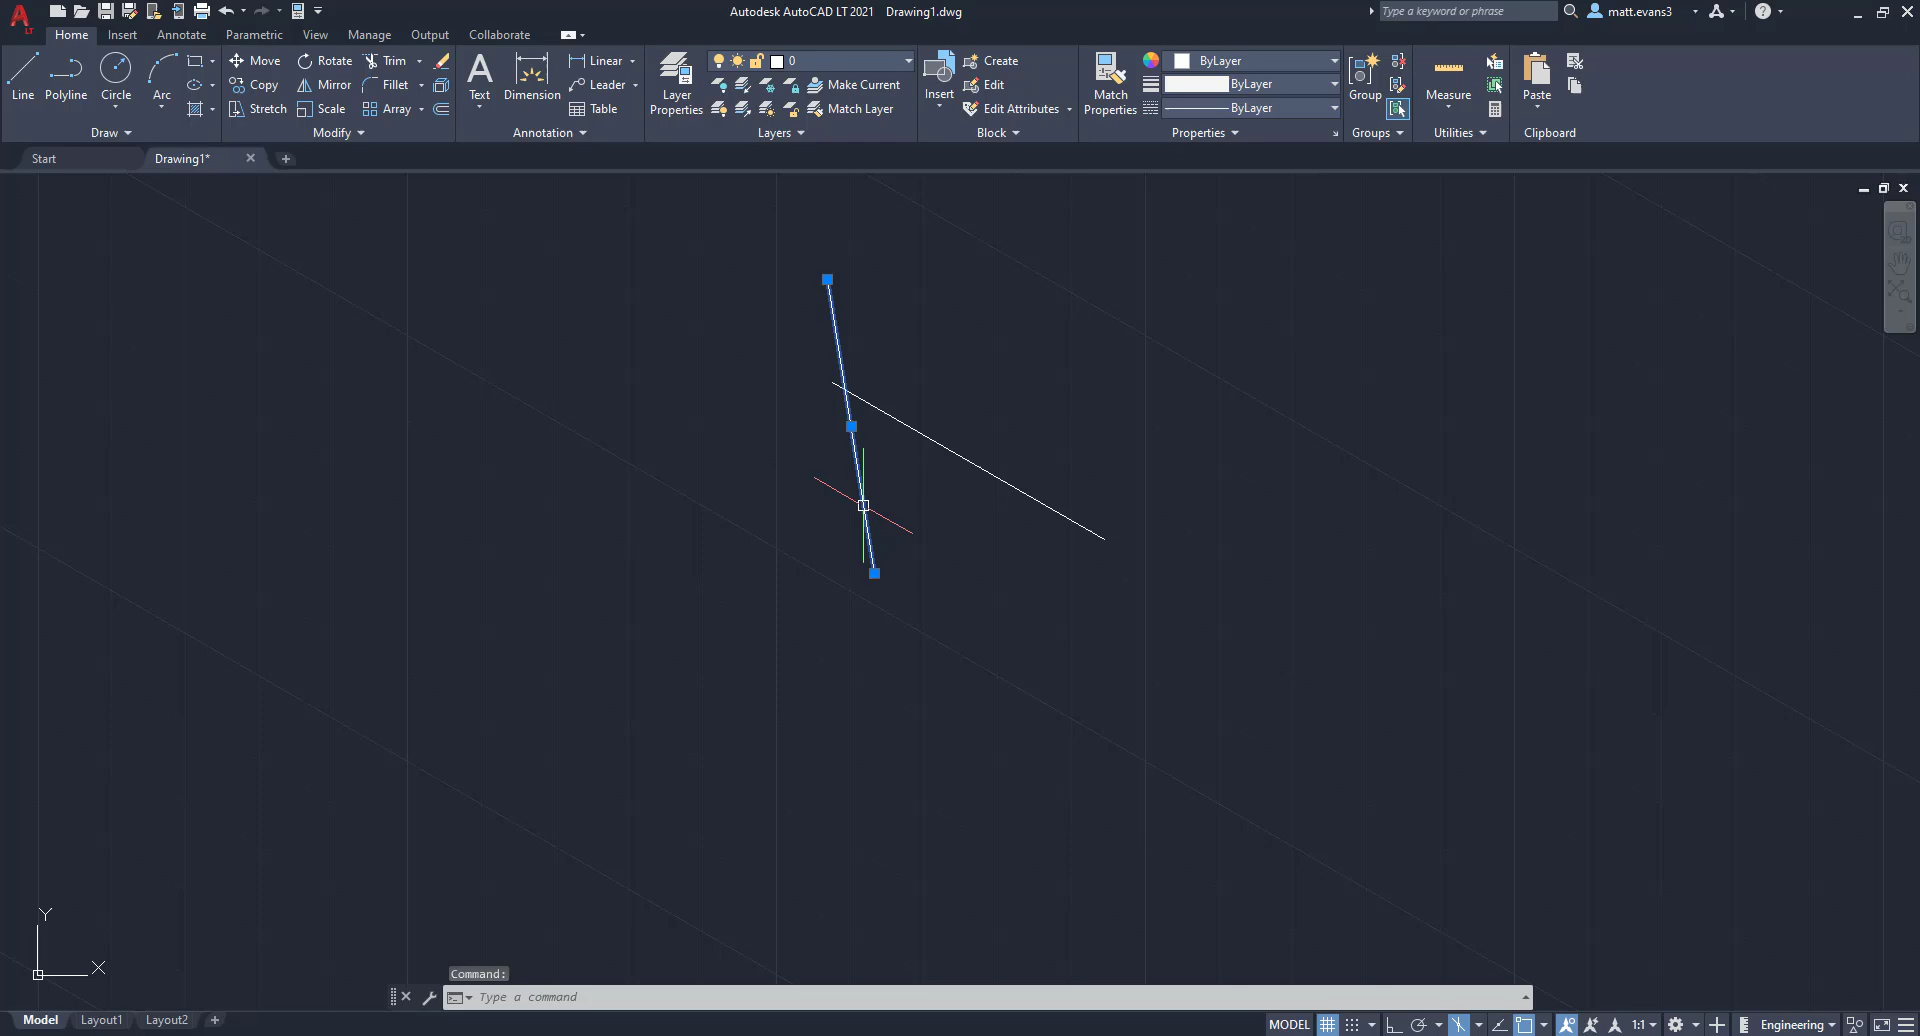 LT
Autodesk AutoCAD LT 2021 Drawing1.dwg
Type a keyword or phrase
matt.evans3
Home Insert Annotate Parametric View Manage Output Collaborate
Line
Polyline
Circle
Arc
Draw
Move Rotate Trim
Copy Mirror Fillet
Stretch Scale Array
Modify
Text
Dimension
Linear
Leader
Table
Annotation
Layer
Properties
0
Make Current
Match Layer
Layers
Insert
Create
Edit
Edit Attributes
Block
Match
Properties
ByLayer
ByLayer
ByLayer
Properties
Group
Groups
Measure
Utilities
Paste
Clipboard
Start Drawing1*
Y
X
Command:
Type a command
Model Layout1 Layout2
MODEL 1:1 Engineering